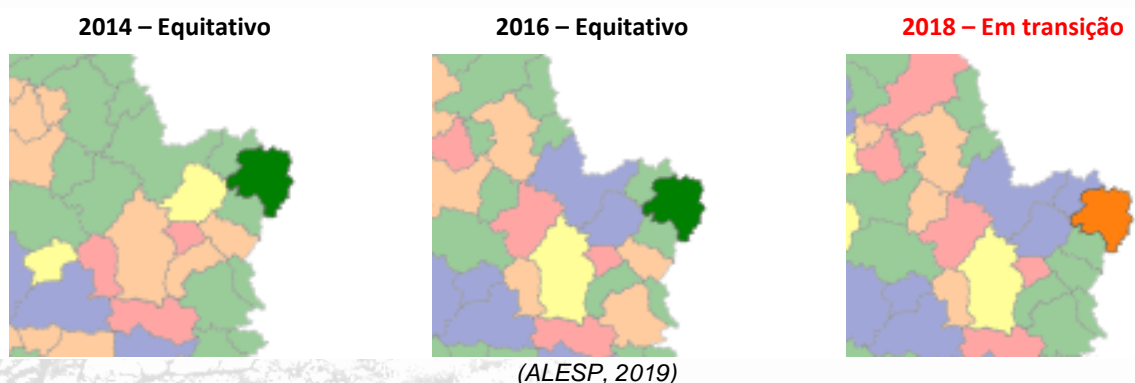 2014 – Equitativo
2016 – Equitativo
2018 – Em transição
(ALESP, 2019)